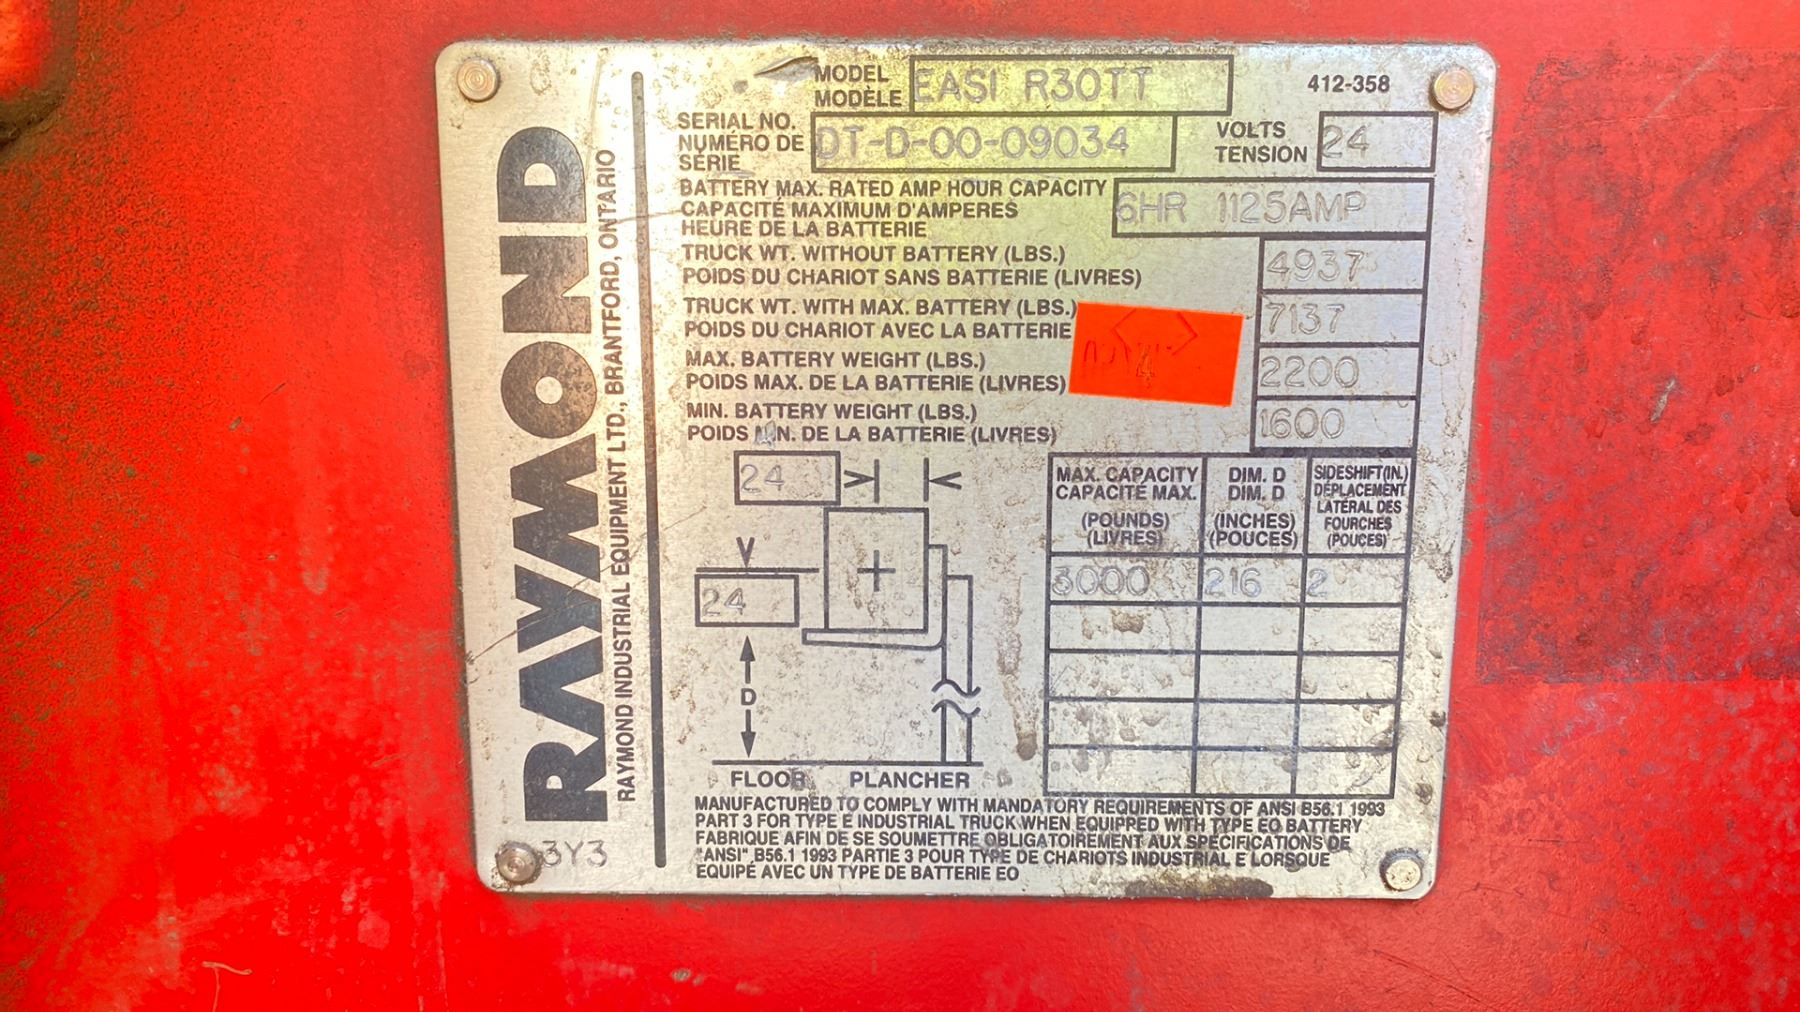 RAYMOND
RAYMOND INDUSTRIAL EQUIPMENT LTD., BRANTFORD, ONTARIO
3Y3
MODEL
MODÈLE
EASI R30TT
412-358
SERIAL NO.
NUMÉRO DE
SÉRIE
DT-D-00-09034
VOLTS
TENSION
24
BATTERY MAX. RATED AMP HOUR CAPACITY
CAPACITÉ MAXIMUM D'AMPERES
HEURE DE LA BATTERIE
6HR 1125AMP
TRUCK WT. WITHOUT BATTERY (LBS.)
POIDS DU CHARIOT SANS BATTERIE (LIVRES)
4937
TRUCK WT. WITH MAX. BATTERY (LBS.)
POIDS DU CHARIOT AVEC LA BATTERIE
7137
MAX. BATTERY WEIGHT (LBS.)
POIDS MAX. DE LA BATTERIE (LIVRES)
2200
MIN. BATTERY WEIGHT (LBS.)
POIDS MIN. DE LA BATTERIE (LIVRES)
1600
4
24
24
D
FLOOR PLANCHER
MAX. CAPACITY
CAPACITÉ MAX.
(POUNDS)
(LIVRES)
DIM. D
DIM. D
(INCHES)
(POUCES)
SIDESHIFT(IN.)
DÉPLACEMENT
LATÉRAL DES
FOURCHES
(POUCES)
3000 216 2
MANUFACTURED TO COMPLY WITH MANDATORY REQUIREMENTS OF ANSI B56.1 1993
PART 3 FOR TYPE E INDUSTRIAL TRUCK WHEN EQUIPPED WITH TYPE EO BATTERY
FABRIQUE AFIN DE SE SOUMETTRE OBLIGATOIREMENT AUX SPECIFICATIONS DE
"ANSI" B56.1 1993 PARTIE 3 POUR TYPE DE CHARIOTS INDUSTRIAL E LORSQUE
EQUIPÉ AVEC UN TYPE DE BATTERIE EO